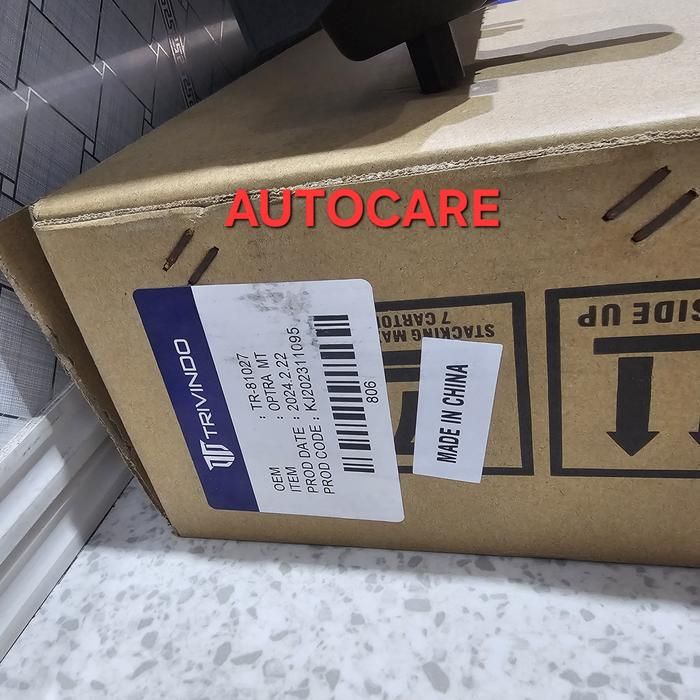 AUTOCARE
TRIVINDO
OEM : TR-81027
ITEM : OPTRA MT
PROD DATE : 2024.2.22
PROD CODE : KJ202311095
806
MADE IN CHINA
STACKING
7 CARTO
SIDE UP